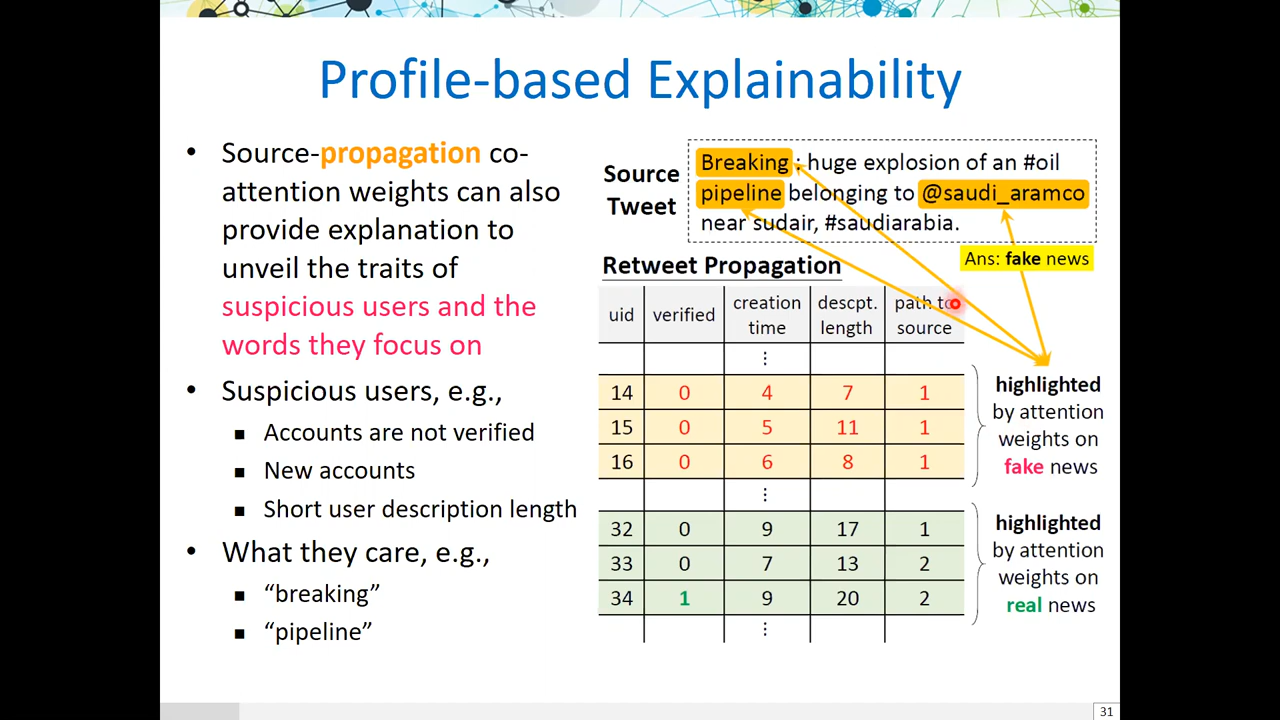 Profile-based Explainability
• Source-propagation co-
attention weights can also
provide explanation to
unveil the traits of
suspicious users and the
words they focus on
• Suspicious users, e.g.,
▪ Accounts are not verified
▪ New accounts
▪ Short user description length
• What they care, e.g.,
▪ “breaking”
▪ “pipeline”
Source
Tweet
Breaking : huge explosion of an #oil
pipeline belonging to @saudi_aramco
near sudair, #saudiarabia.
Ans: fake news
Retweet Propagation
uid verified creation time descpt. length path to source
⋮
14 0 4 7 1
15 0 5 11 1
16 0 6 8 1
⋮
32 0 9 17 1
33 0 7 13 2
34 1 9 20 2
⋮
highlighted
by attention
weights on
fake news
highlighted
by attention
weights on
real news
31